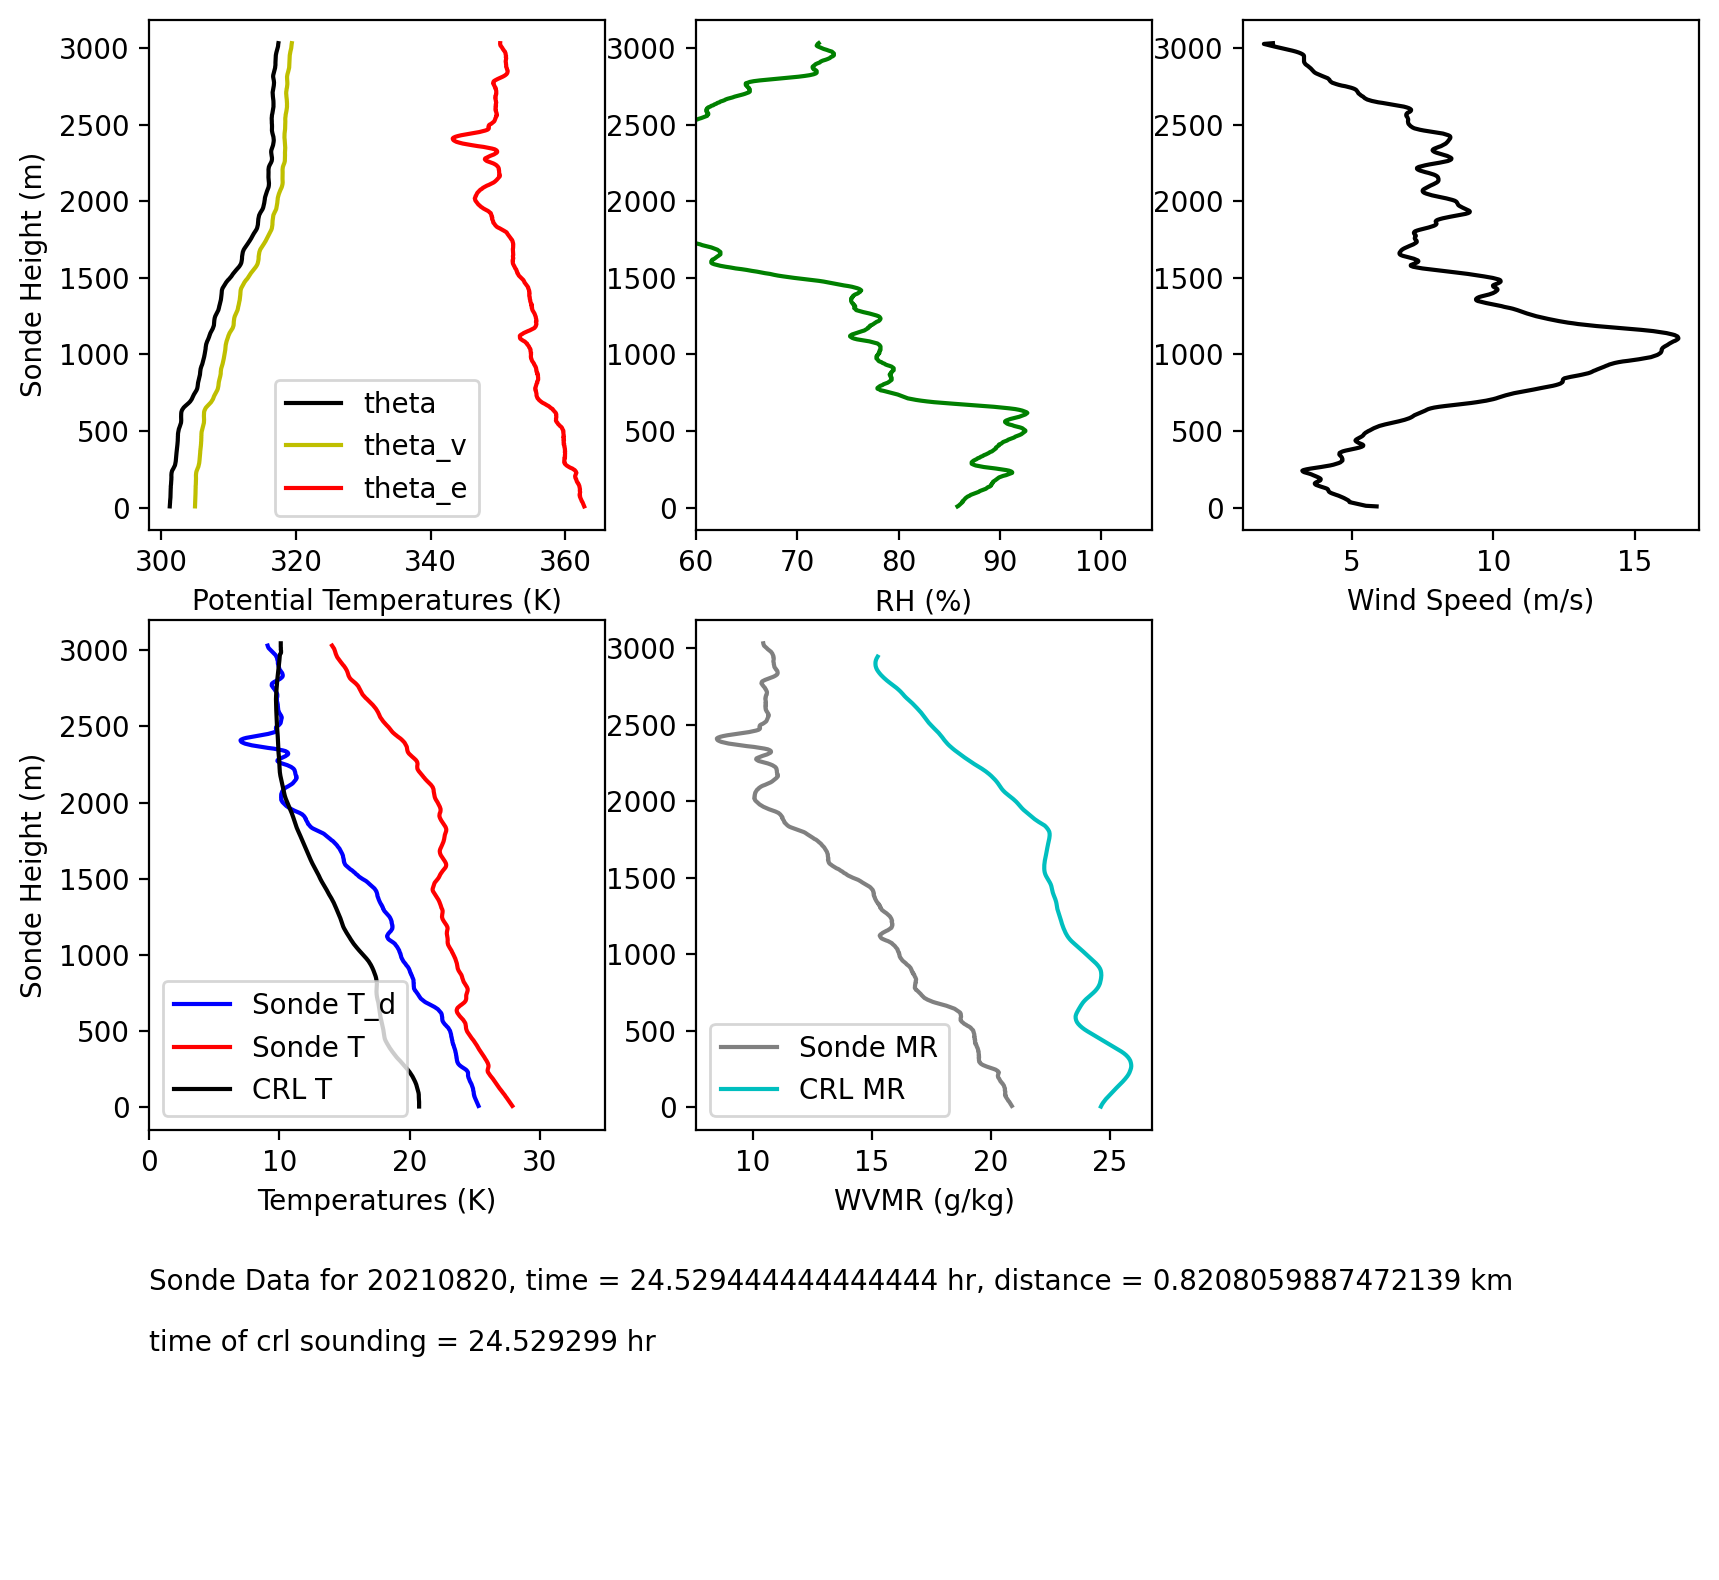 3000
2500
2000
1500
1000
500
0
Sonde Height (m)
theta
theta_v
theta_e
300 320 340 360
Potential Temperatures (K)
3000
2500
2000
1500
1000
500
0
60 70 80 90 100
RH (%)
3000
2500
2000
1500
1000
500
0
5 10 15
Wind Speed (m/s)
3000
2500
2000
1500
1000
500
0
Sonde Height (m)
Sonde T_d
Sonde T
CRL T
0 10 20 30
Temperatures (K)
3000
2500
2000
1500
1000
500
0
Sonde MR
CRL MR
10 15 20 25
WVMR (g/kg)
Sonde Data for 20210820, time = 24.529444444444444 hr, distance = 0.8208059887472139 km
time of crl sounding = 24.529299 hr